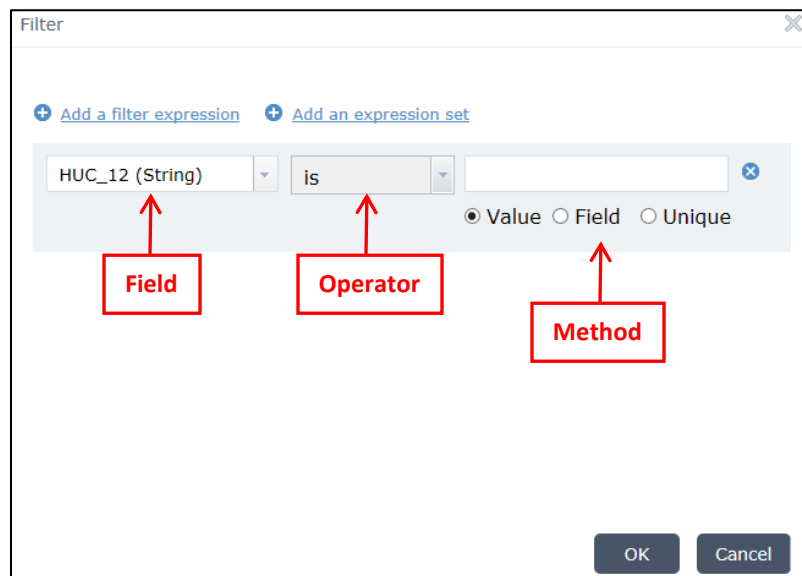 Filter
Add a filter expression Add an expression set
HUC_12 (String) is
Value Field Unique
Field Operator
Method
OK Cancel